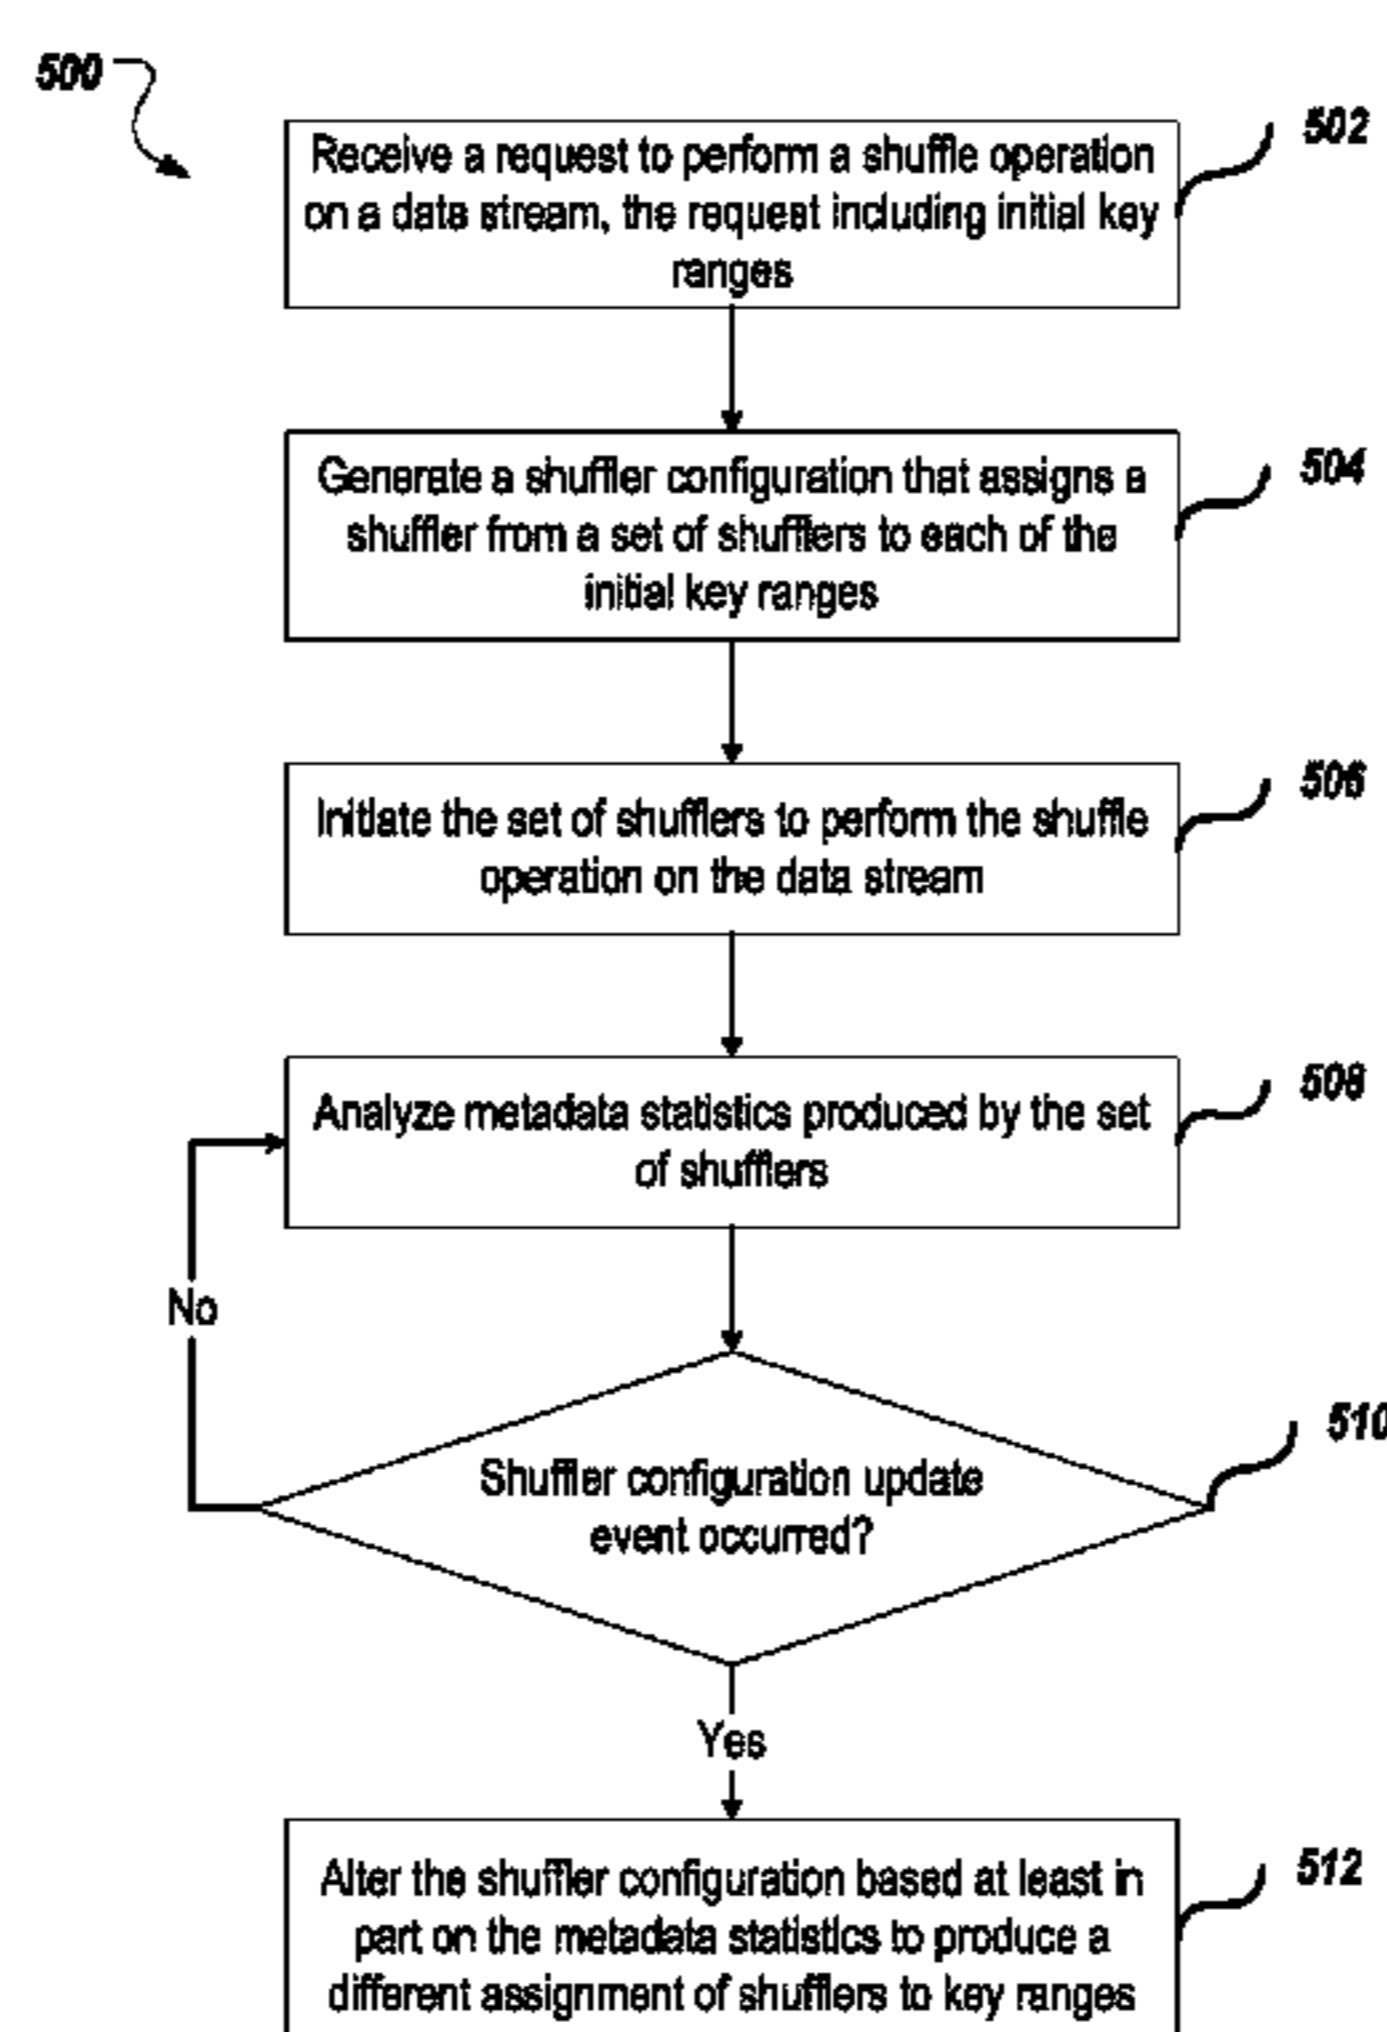 500
502
Receive a request to perform a shuffle operation
on a data stream, the request including initial key
ranges
504
Generate a shuffler configuration that assigns a
shuffler from a set of shufflers to each of the
initial key ranges
506
Initiate the set of shufflers to perform the shuffle
operation on the data stream
508
Analyze metadata statistics produced by the set
of shufflers
No
510
Shuffler configuration update
event occurred?
Yes
512
Alter the shuffler configuration based at least in
part on the metadata statistics to produce a
different assignment of shufflers to key ranges